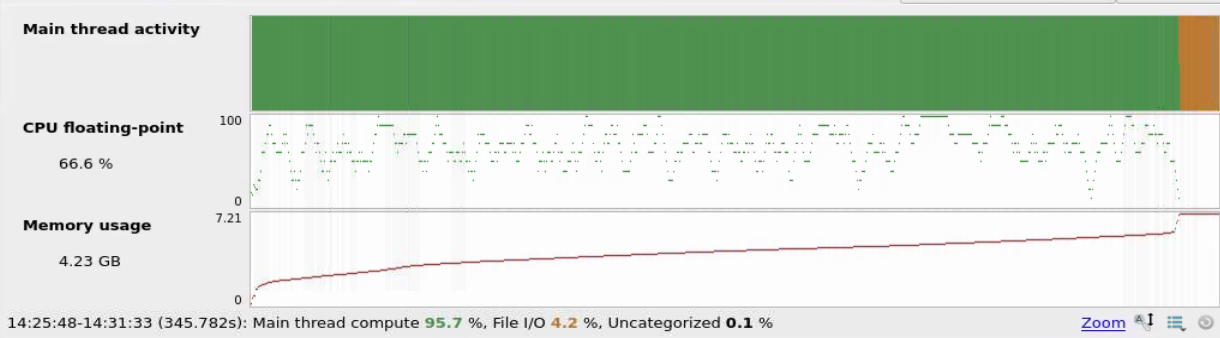 Main thread activity
CPU floating-point
100
66.6 %
0
Memory usage
7.21
4.23 GB
0
14:25:48-14:31:33 (345.782s): Main thread compute 95.7 %, File I/O 4.2 %, Uncategorized 0.1 %
Zoom